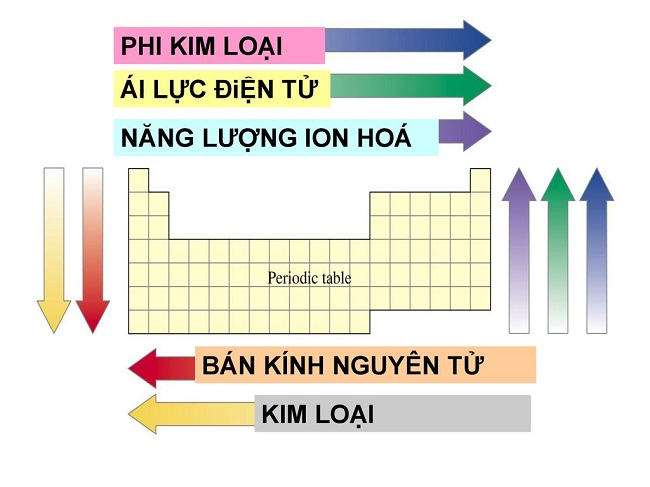 PHI KIM LOẠI
ÁI LỰC ĐiỆN TỬ
NĂNG LƯỢNG ION HOÁ
Periodic table
BÁN KÍNH NGUYÊN TỬ
KIM LOẠI